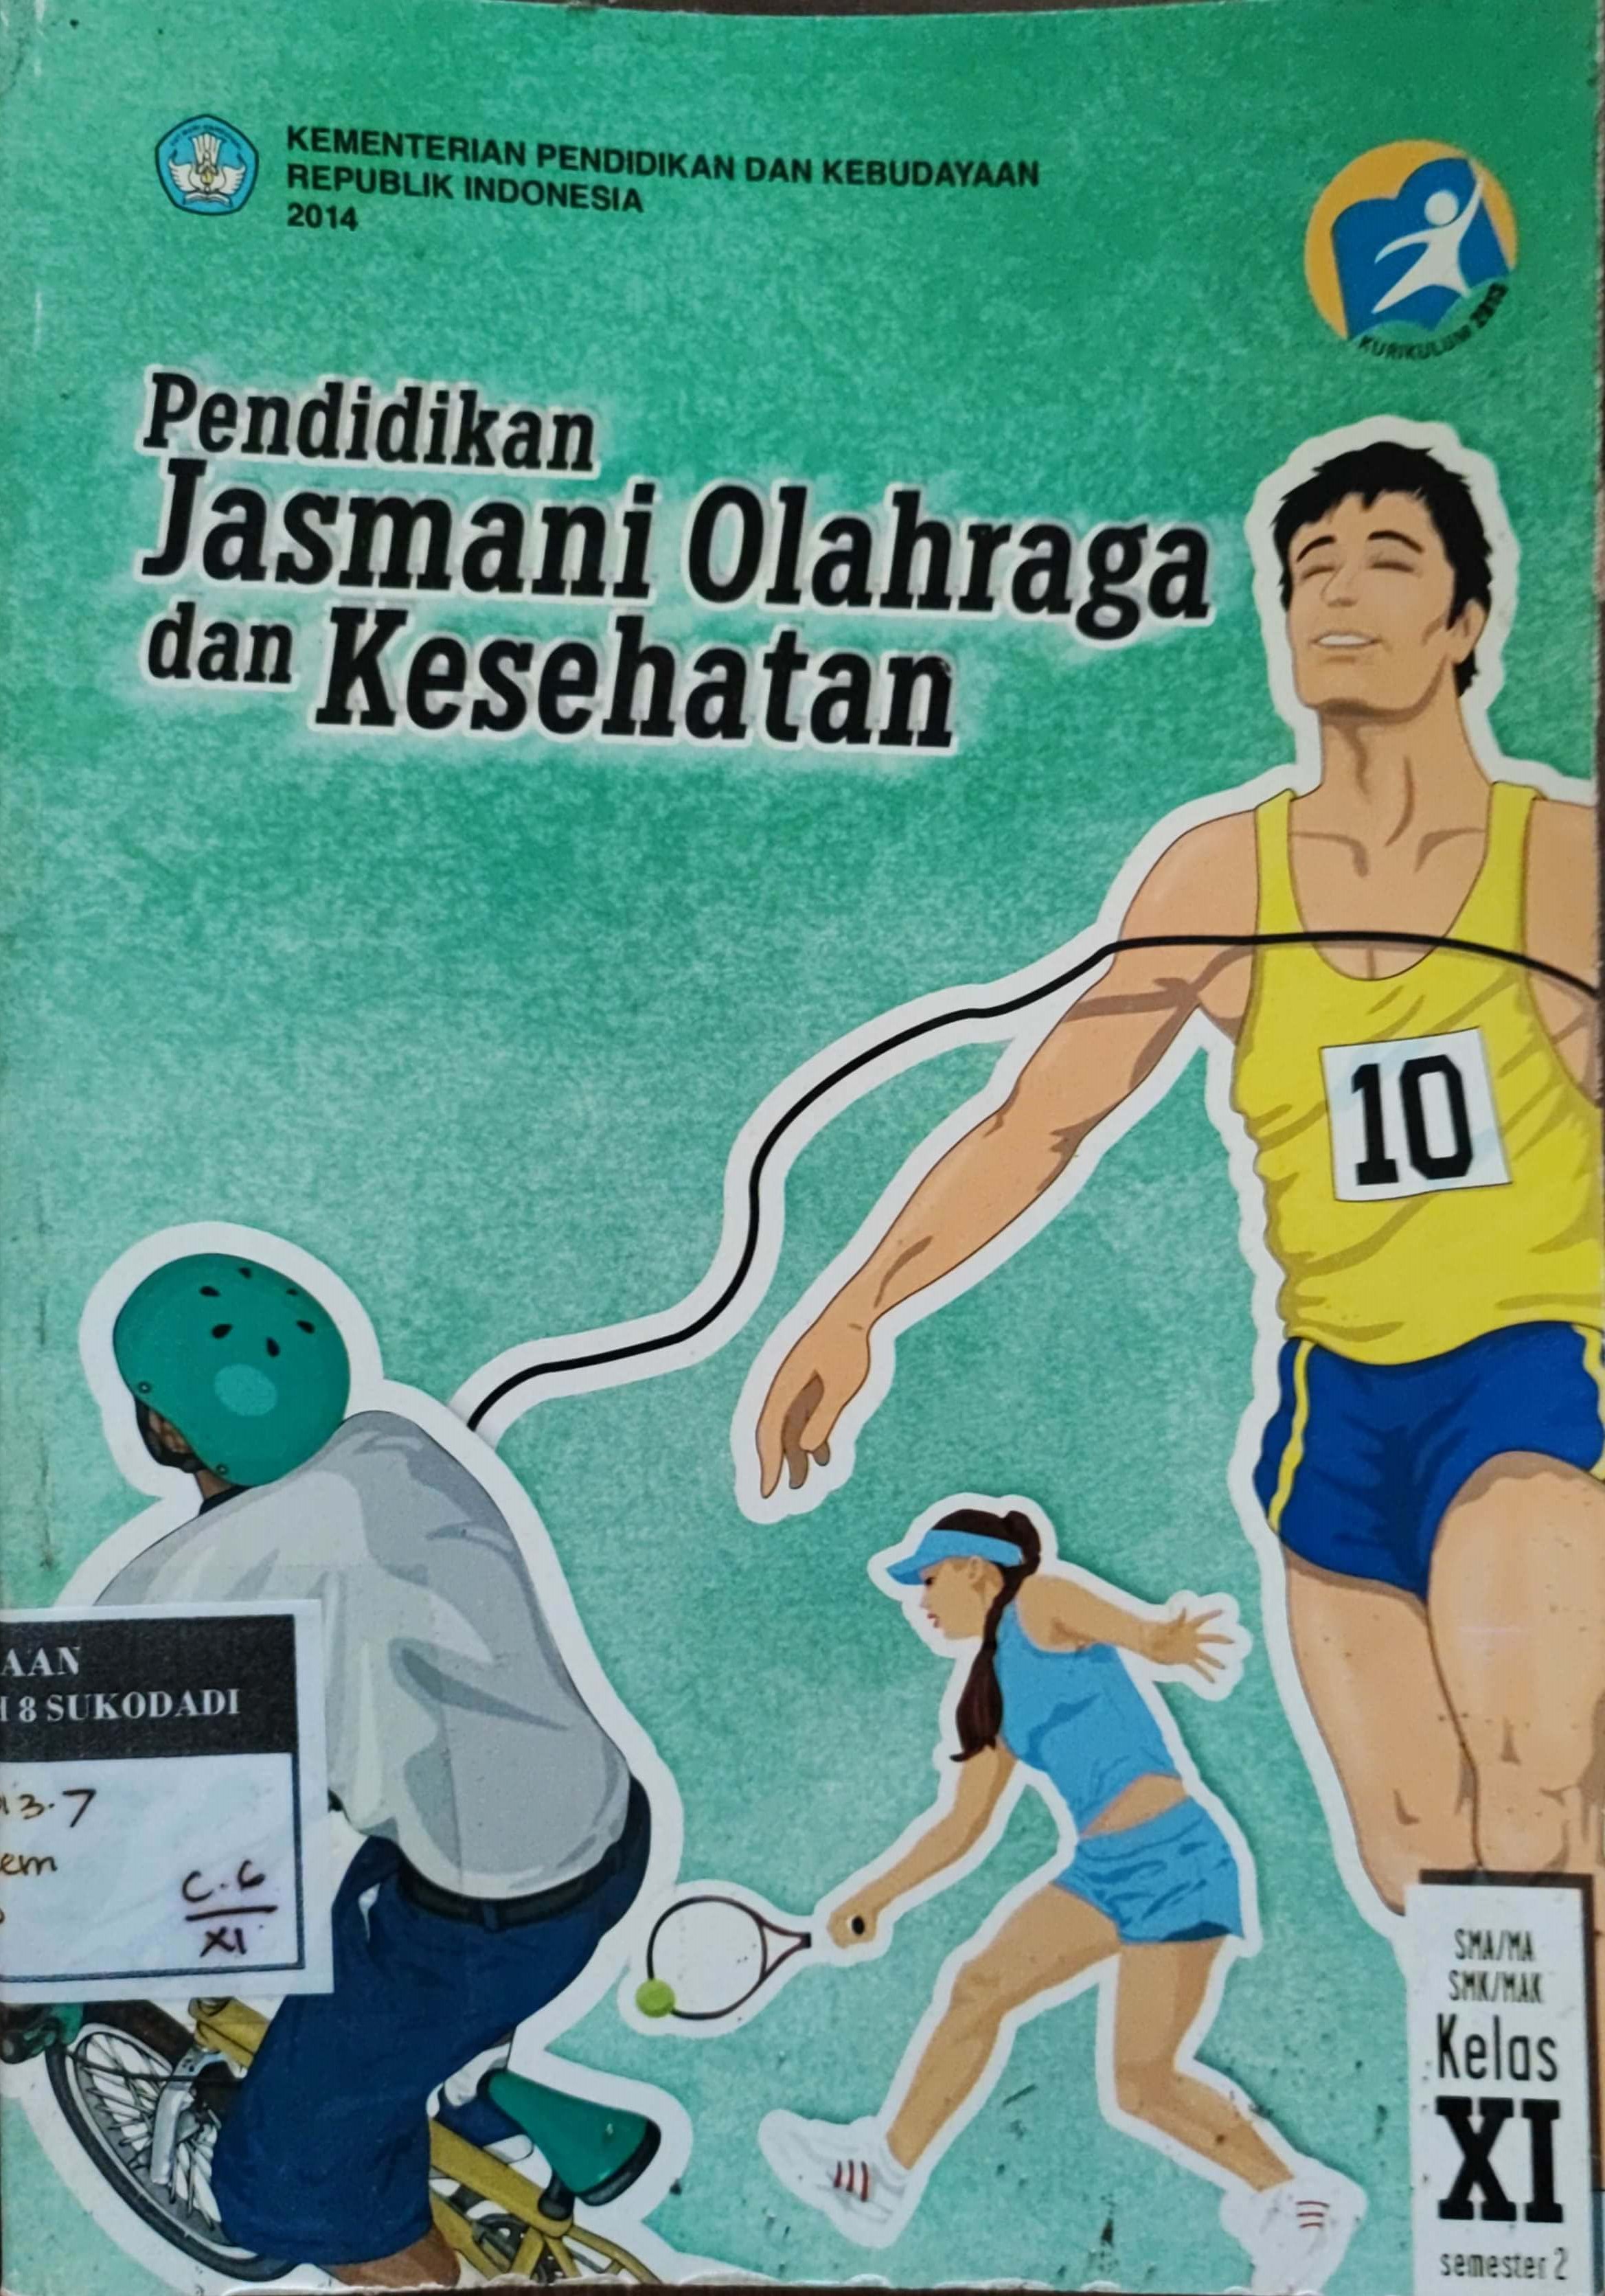 KEMENTERIAN PENDIDIKAN DAN KEBUDAYAAN
REPUBLIK INDONESIA
2014
KURIKULUM 2013
Pendidikan
Jasmani Olahraga
dan Kesehatan
10
AAN
8 SUKODADI
13.7
em
C.6
XI
SMA/MA
SMK/MAK
Kelas
XI
semester 2